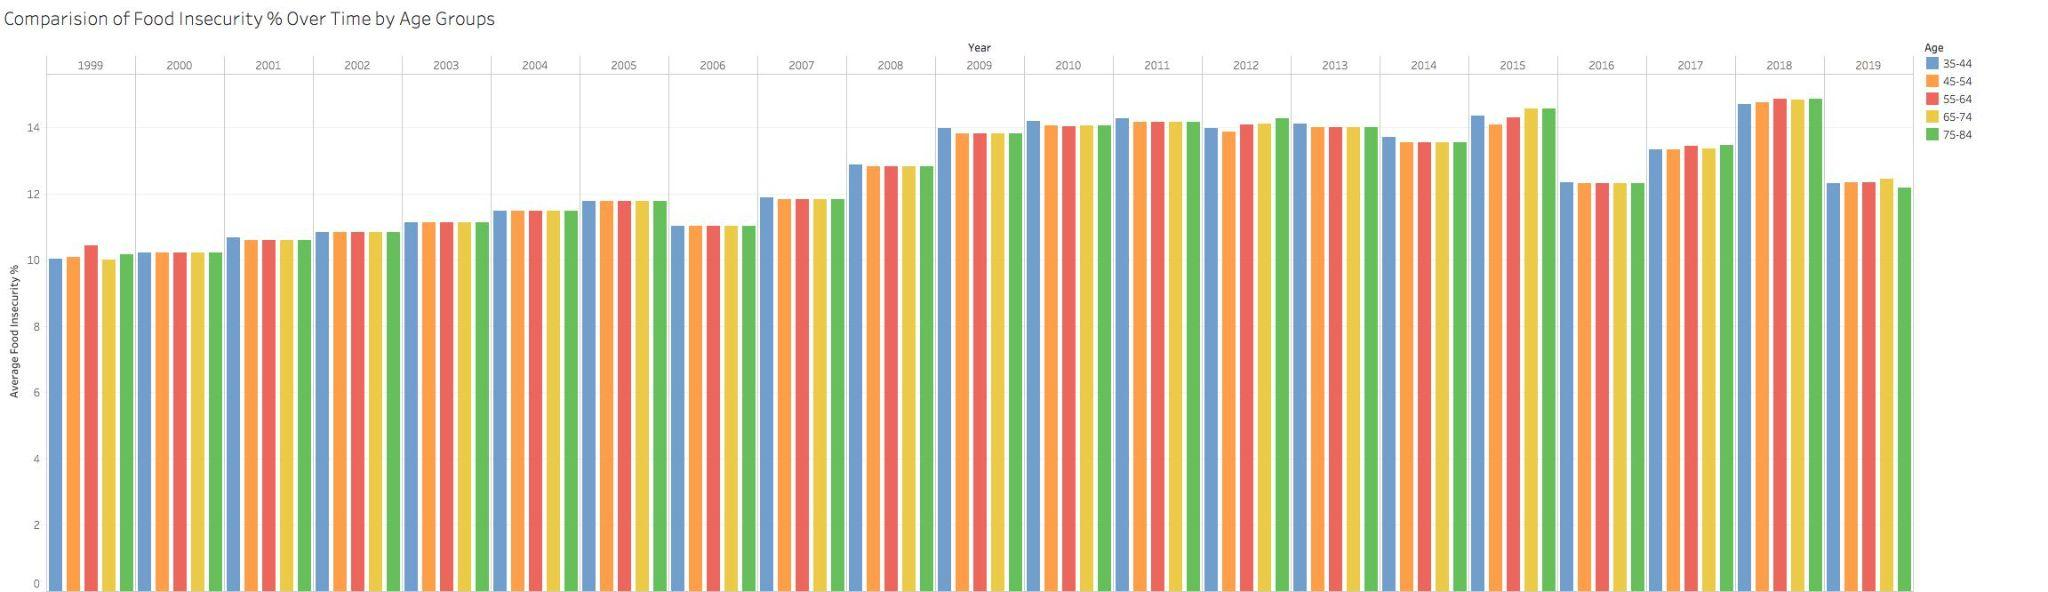 Comparision of Food Insecurity % Over Time by Age Groups
Year
1999 2000 2001 2002 2003 2004 2005 2006 2007 2008 2009 2010 2011 2012 2013 2014 2015 2016 2017 2018 2019
Average Food Insecurity %
14
12
10
8
6
4
2
0
Age
35-44
45-54
55-64
65-74
75-84